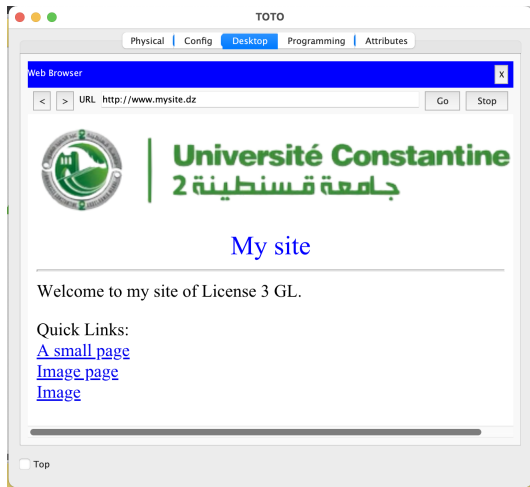 TOTO
Physical Config Desktop Programming Attributes
Web Browser X
< > URL http://www.mysite.dz Go Stop
Université Constantine
2 جامعة قسنطينة
My site
Welcome to my site of License 3 GL.
Quick Links:
A small page
Image page
Image
Top